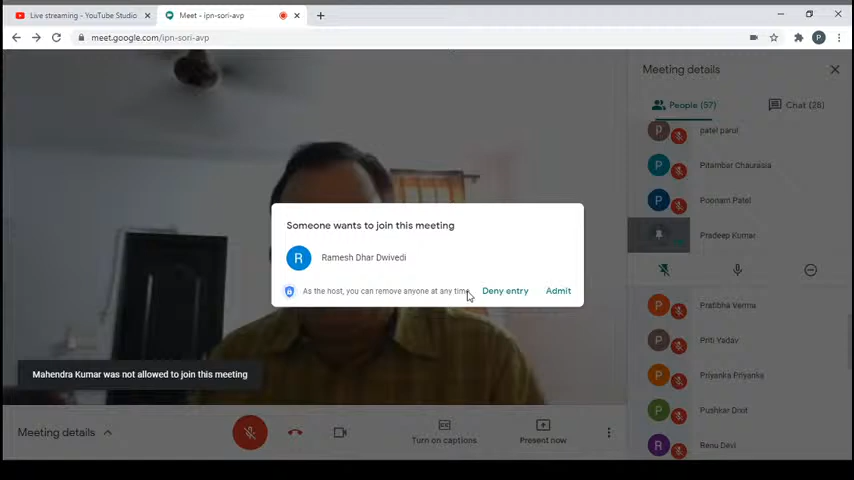 Live streaming - YouTube Studio
Meet - ipn-sori-avp
meet.google.com/ipn-sori-avp
P
Meeting details
People (57)
Chat (28)
P patel parul
P Pitambar Chaurasia
P Poonam Patel
Pradeep Kumar
P Pratibha Verma
P Priti Yadav
P Priyanka Priyanka
P Pushkar
R Renu Devi
Someone wants to join this meeting
R Ramesh Dhar Dwivedi
As the host, you can remove anyone at any time.
Deny entry
Admit
Mahendra Kumar was not allowed to join this meeting
Meeting details
Turn on captions
Present now